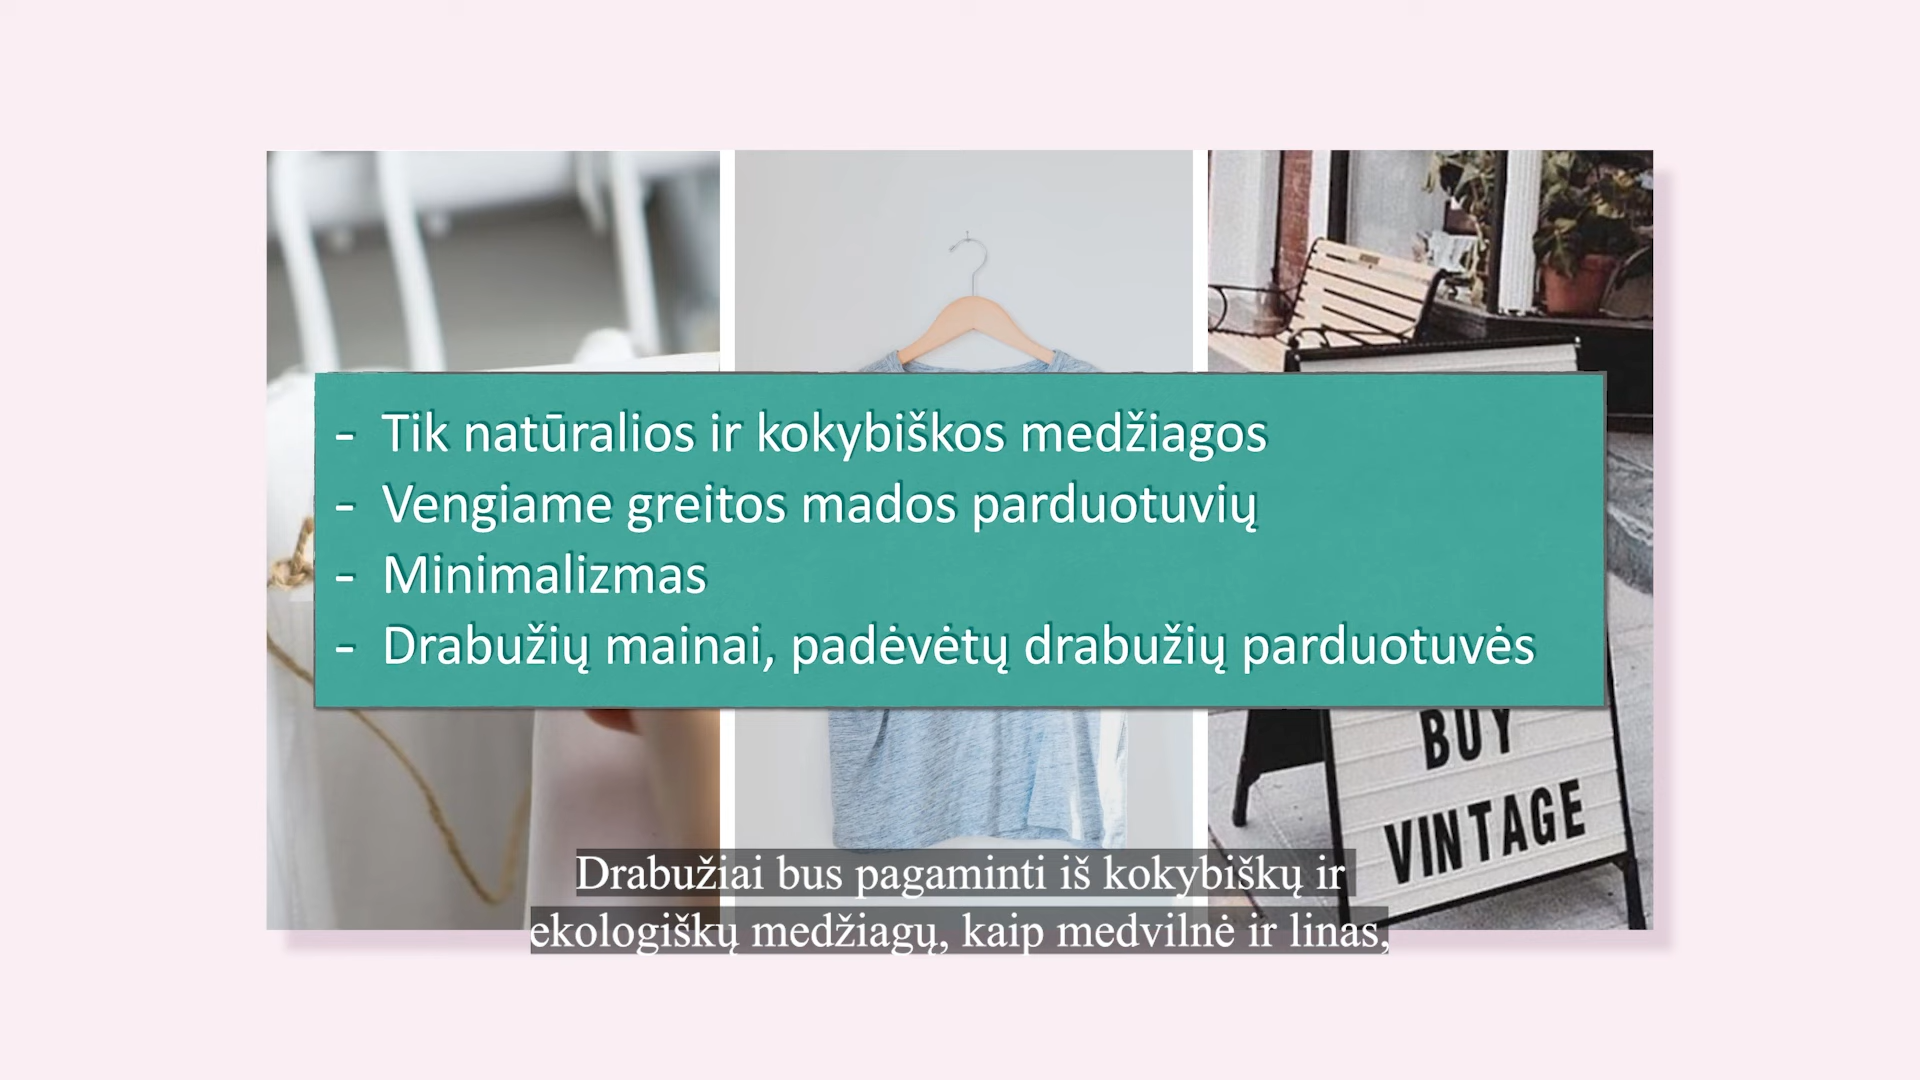 - Tik natūralios ir kokybiškos medžiagos
- Vengiame greitos mados parduotuvių
- Minimalizmas
- Drabužių mainai, padėvėtų drabužių parduotuvės
BUY
VINTAGE
Drabužiai bus pagaminti iš kokybiškų ir
ekologiškų medžiagų, kaip medvilnė ir linas,